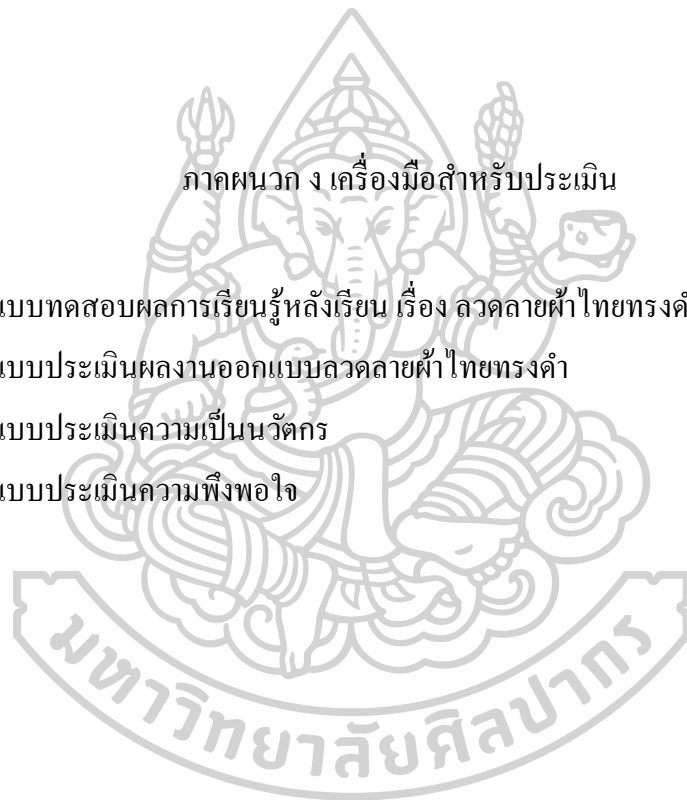 ภาคผนวก ง เครื่องมือสำหรับประเมิน
แบบทดสอบผลการเรียนรู้หลังเรียน เรื่อง ลวดลายผ้าไทยทรงดำ
แบบประเมินผลงานออกแบบลวดลายผ้าไทยทรงดำ
แบบประเมินความเป็นนวัตกร
แบบประเมินความพึงพอใจ
มหาวิทยาลัยศิลปากร